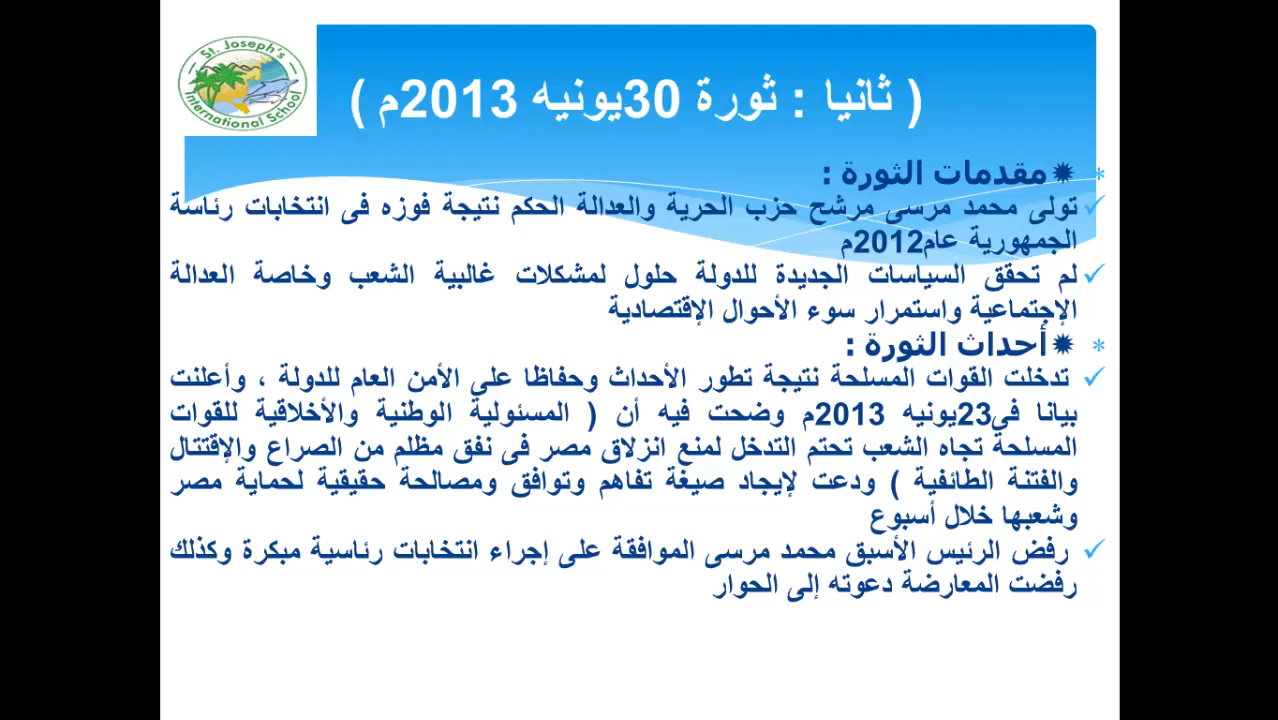 St. Joseph's
International School
( ثانيا : ثورة 30يونيه 2013م )
مقدمات الثورة :
تولى محمد مرسى مرشح حزب الحرية والعدالة الحكم نتيجة فوزه فى انتخابات رئاسة
الجمهورية عام2012م
لم تحقق السياسات الجديدة للدولة حلول لمشكلات غالبية الشعب وخاصة العدالة
الإجتماعية واستمرار سوء الأحوال الإقتصادية
أحداث الثورة :
تدخلت القوات المسلحة نتيجة تطور الأحداث وحفاظا على الأمن العام للدولة ، وأعلنت
بيانا فى23يونيه 2013م وضحت فيه أن ( المسئولية الوطنية والأخلاقية للقوات
المسلحة تجاه الشعب تحتم التدخل لمنع انزلاق مصر فى نفق مظلم من الصراع والإقتتال
والفتنة الطائفية ) ودعت لإيجاد صيغة تفاهم وتوافق ومصالحة حقيقية لحماية مصر
وشعبها خلال أسبوع
رفض الرئيس الأسبق محمد مرسى الموافقة على إجراء انتخابات رئاسية مبكرة وكذلك
رفضت المعارضة دعوته إلى الحوار